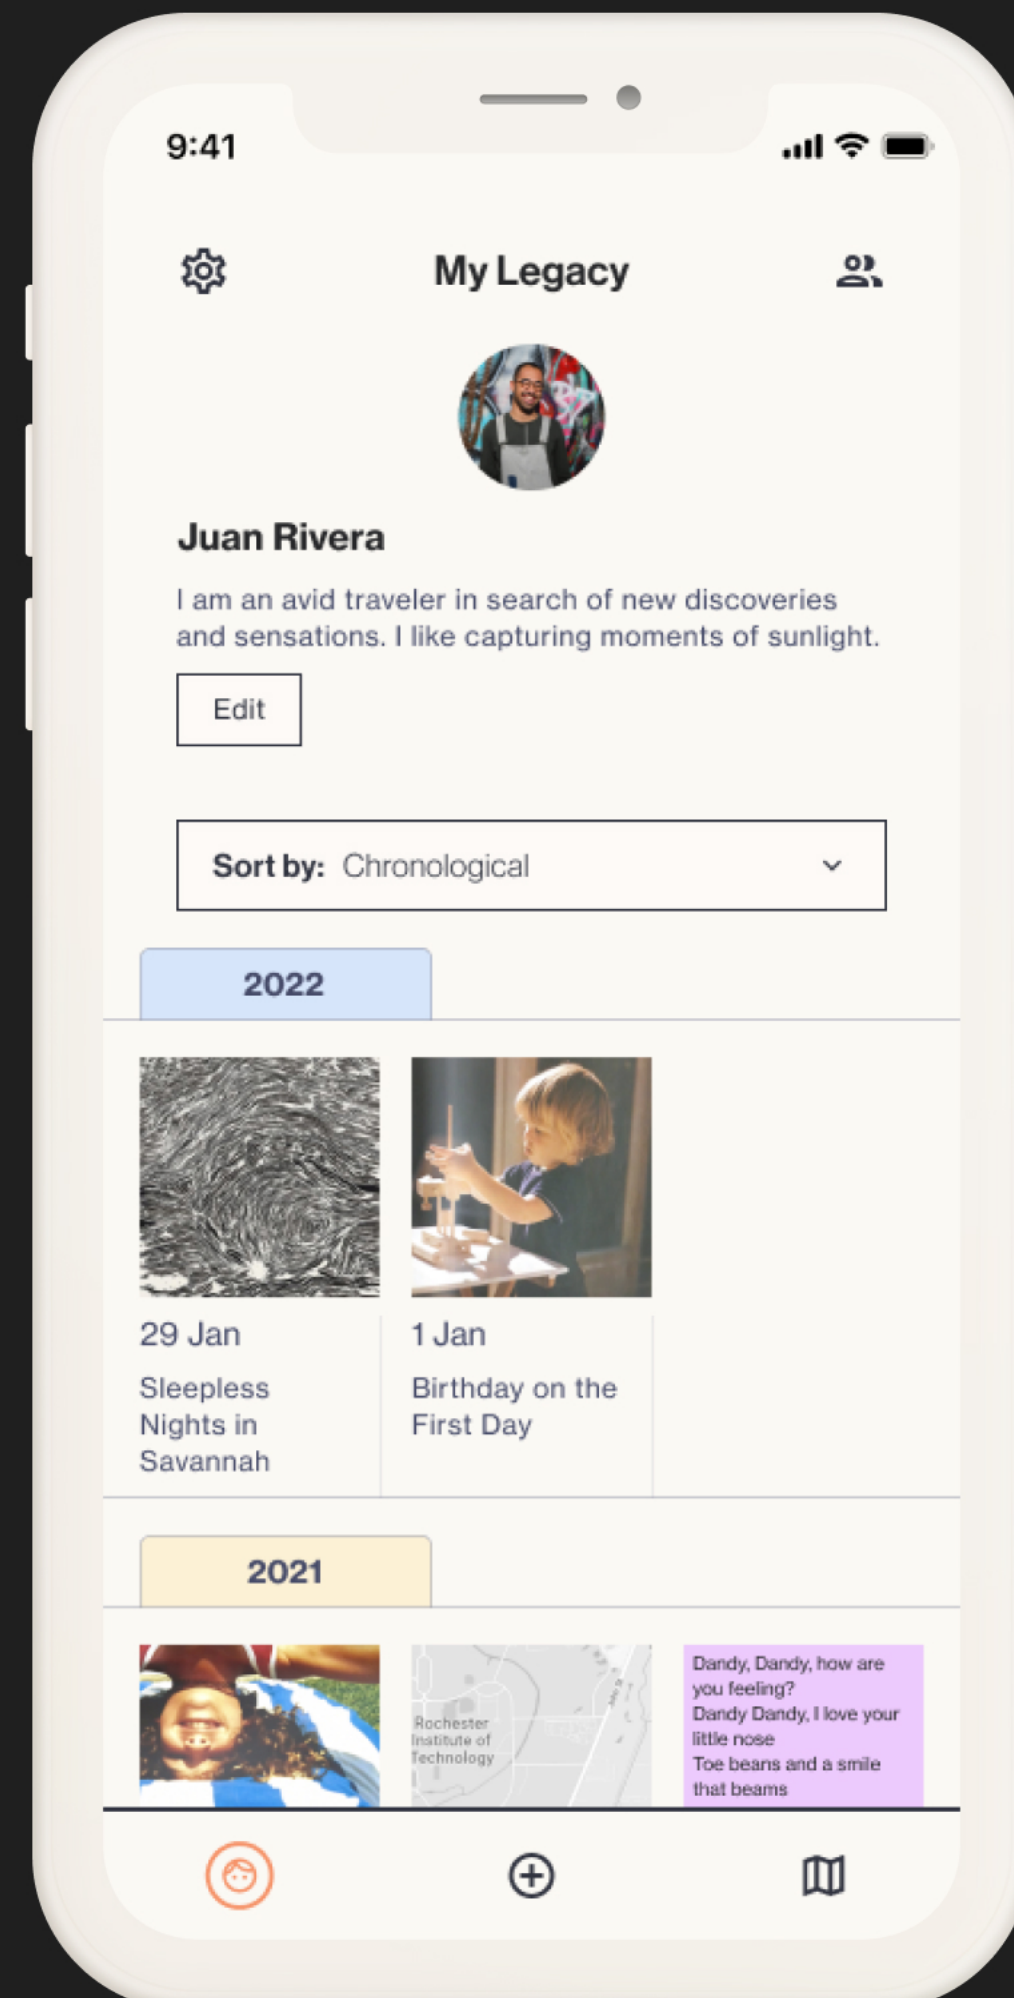 9:41
My Legacy
Juan Rivera
I am an avid traveler in search of new discoveries
and sensations. I like capturing moments of sunlight.
Edit
Sort by: Chronological
2022
29 Jan
Sleepless
Nights in
Savannah
1 Jan
Birthday on the
First Day
2021
Rochester
Institute of
Technology
Dandy, Dandy, how are
you feeling?
Dandy Dandy, I love your
little nose
Toe beans and a smile
that beams